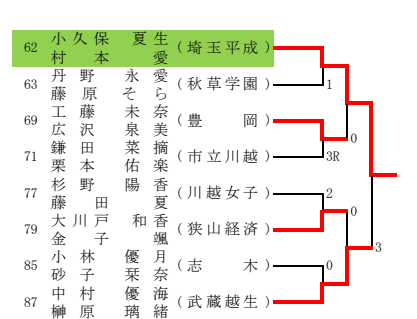 62 小久保 夏生 (埼玉平成)
村本 愛
63 丹野 永愛 (秋草学園) 1
藤原 そら
0
69 工藤 未奈 (豊岡)
広沢 泉美
71 鎌田 菜摘 (市立川越) 3R
栗本 佑楽
77 杉野 陽香 (川越女子) 2
藤田 夏
0
79 大川戸 和香 (狭山経済)
金子 颯
3
85 小林 優月 (志木) 0
砂子 栞奈
87 中村 優海 (武蔵越生)
榊原 璃緒